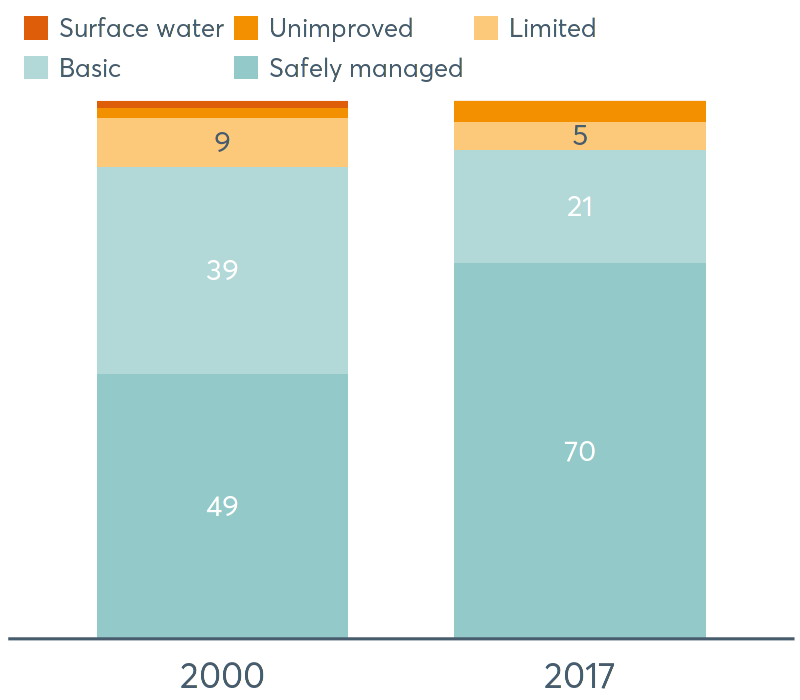 Surface water Unimproved Limited
Basic Safely managed
9 5
39 21
49 70
2000 2017